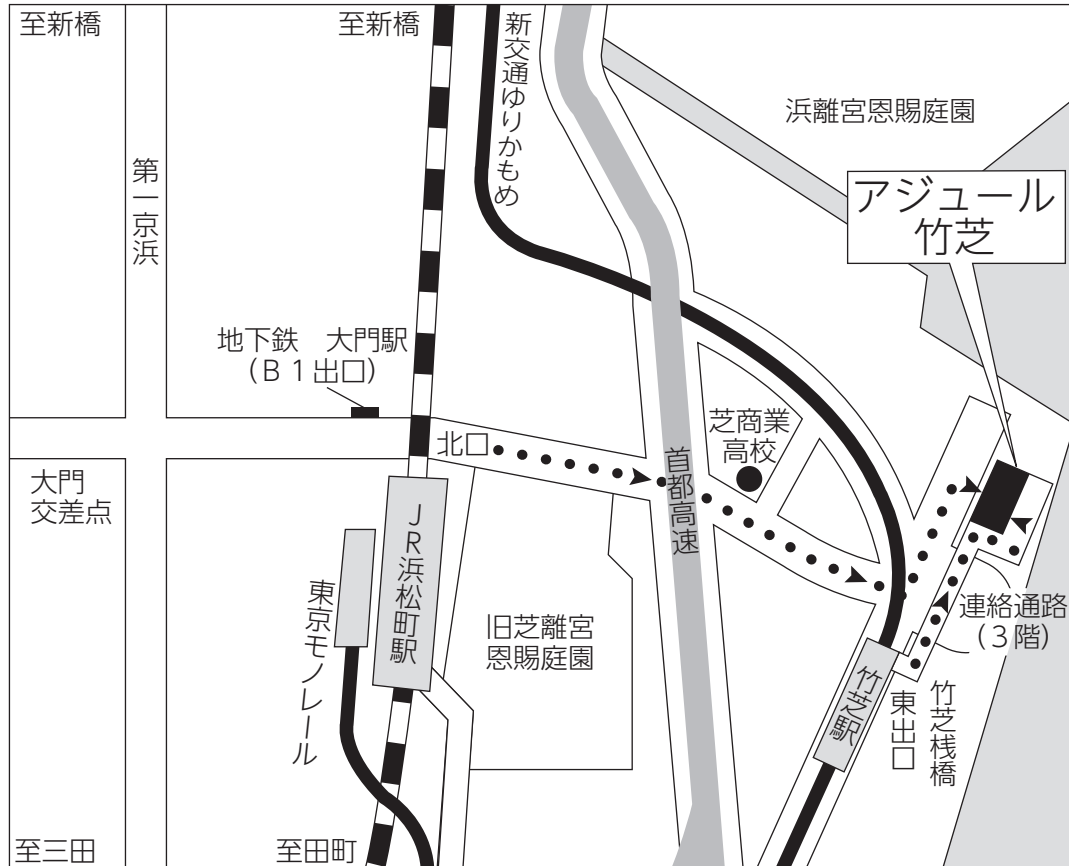 至新橋
至新橋
新交通ゆりかもめ
浜離宮恩賜庭園
第一京浜
アジュール
竹芝
地下鉄　大門駅
（Ｂ１出口）
芝商業
高校
北口
首都高速
大門
交差点
ＪＲ浜松町駅
東京モノレール
旧芝離宮
恩賜庭園
連絡通路
（３階）
竹芝駅
東出口
竹芝桟橋
至三田
至田町